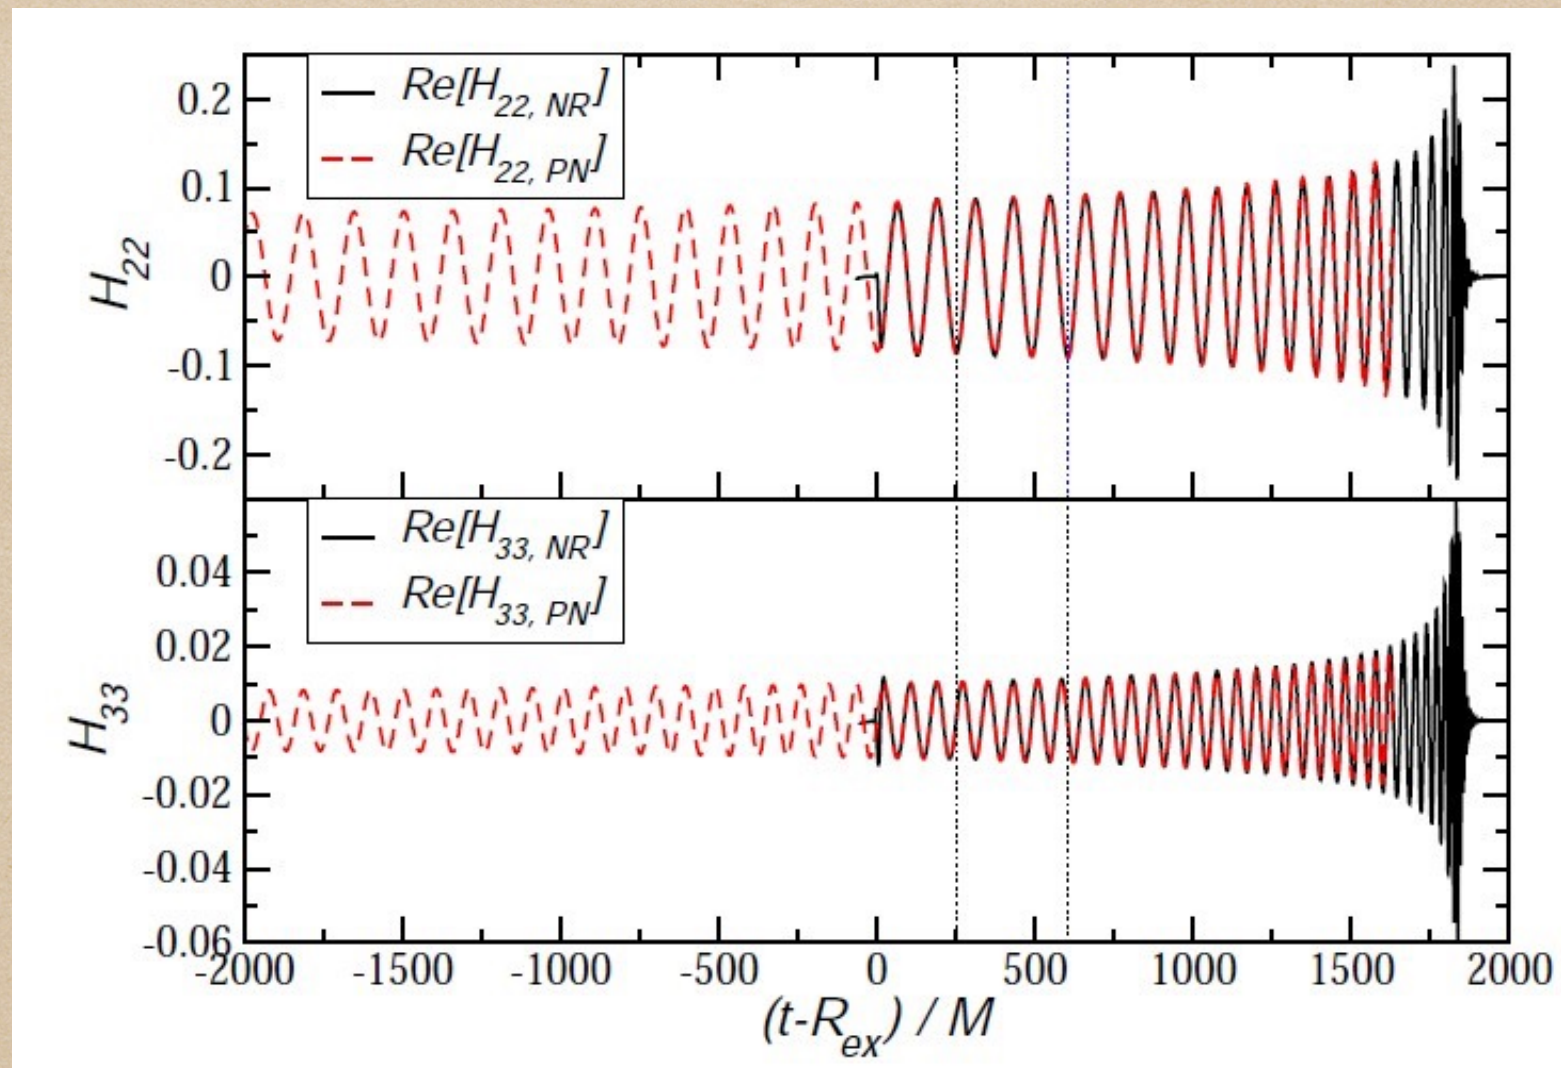 Re[H22, NR]
Re[H22, PN]
0.2
0.1
0
-0.1
-0.2
H22
Re[H33, NR]
Re[H33, PN]
0.04
0.02
0
-0.02
-0.04
-0.06
H33
-2000 -1500 -1000 -500 0 500 1000 1500 2000
(t-Rex) / M